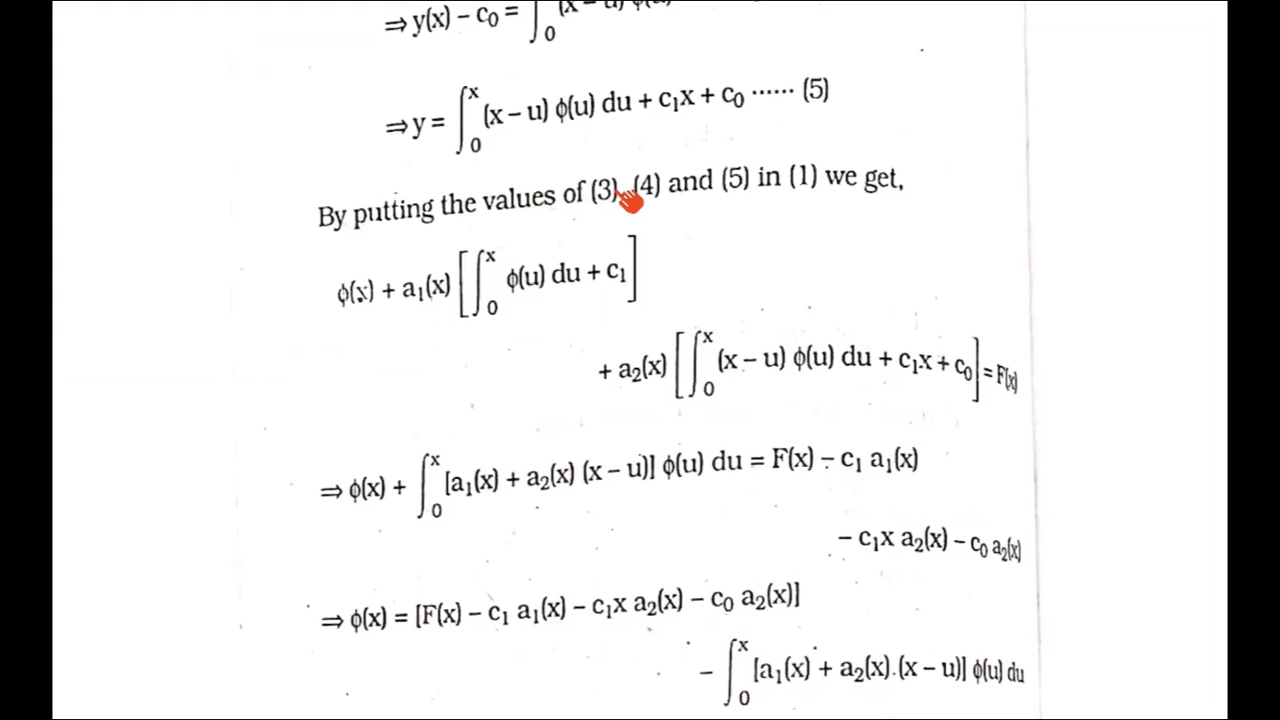 ⇒ y(x) – c₀ = ∫₀ˣ (x – u) φ(u)
⇒ y = ∫₀ˣ (x – u) φ(u) du + c₁x + c₀ ...... (5)
By putting the values of (3), (4) and (5) in (1) we get,
φ(x) + a₁(x) [∫₀ˣ φ(u) du + c₁]
+ a₂(x) [∫₀ˣ (x – u) φ(u) du + c₁x + c₀] = F(x)
⇒ φ(x) + ∫₀ˣ [a₁(x) + a₂(x) (x – u)] φ(u) du = F(x) – c₁ a₁(x)
– c₁x a₂(x) – c₀ a₂(x)
⇒ φ(x) = [F(x) – c₁ a₁(x) – c₁x a₂(x) – c₀ a₂(x)]
– ∫₀ˣ [a₁(x) + a₂(x).(x – u)] φ(u) du